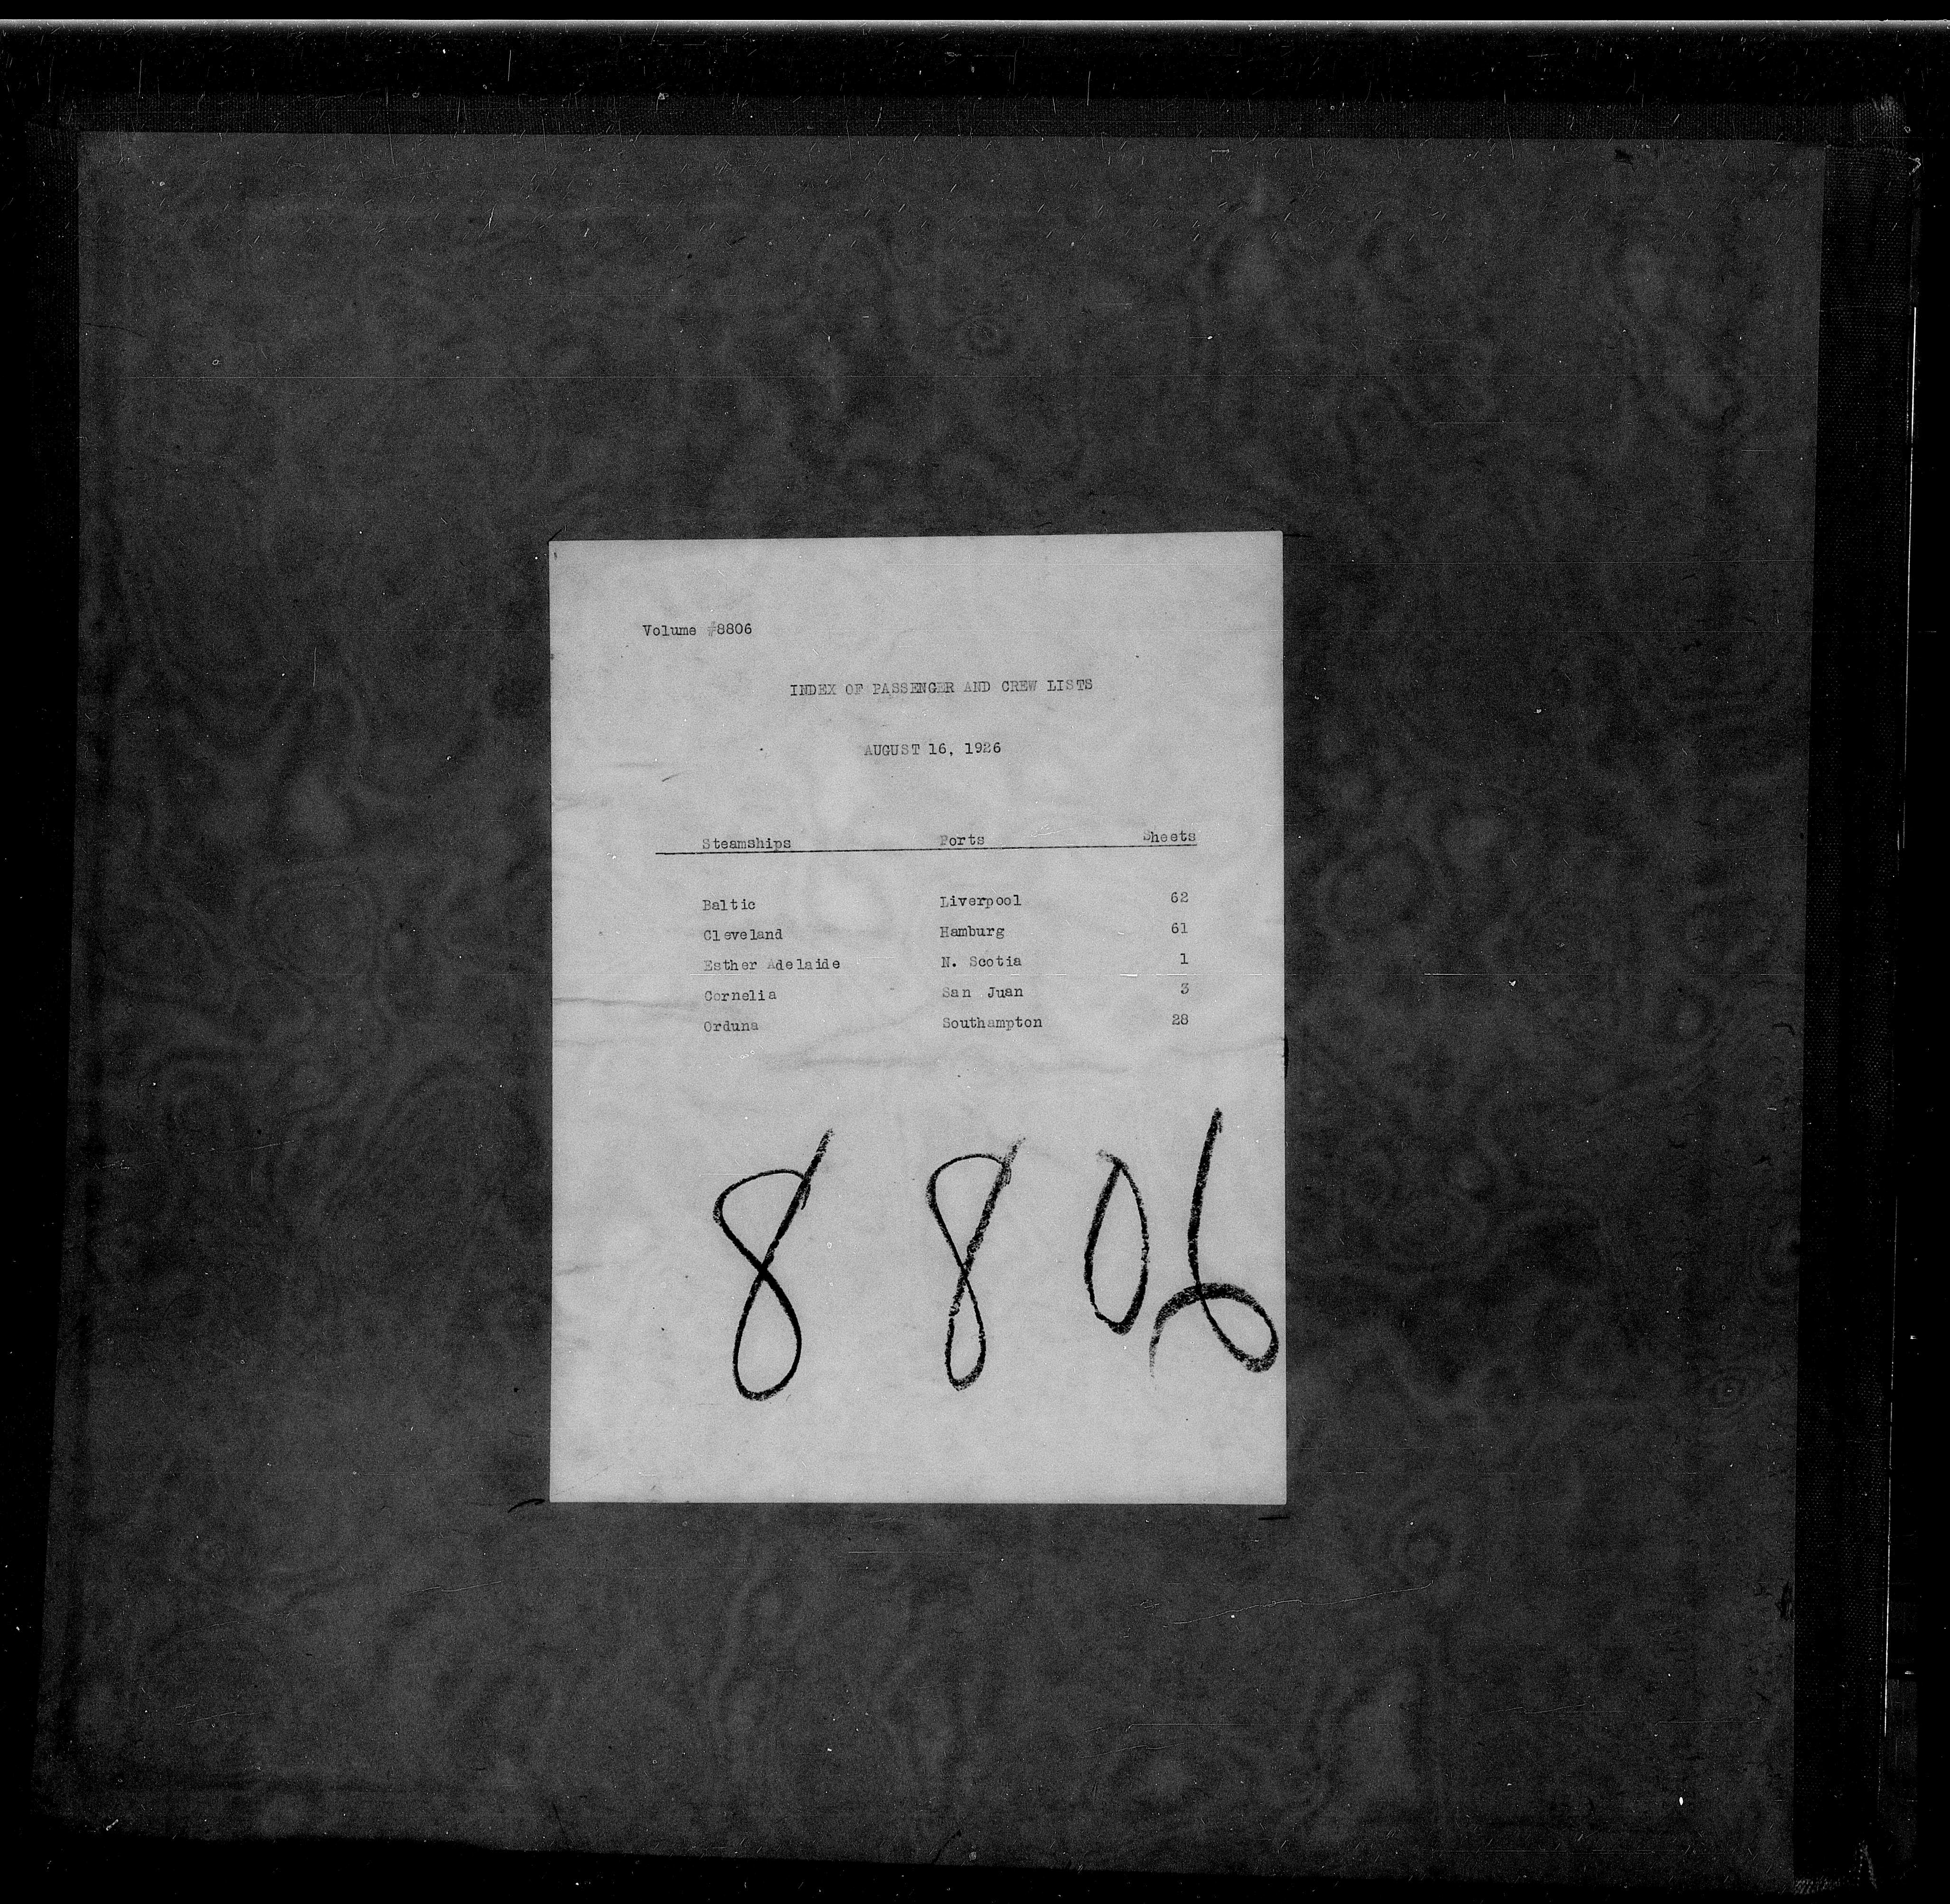 Volume #8806
INDEX OF PASSENGER AND CREW LISTS
AUGUST 16, 1926
Steamships Ports Sheets
Baltic Liverpool 62
Cleveland Hamburg 61
Esther Adelaide N. Scotia 1
Cornelia San Juan 3
Orduna Southampton 28
8806